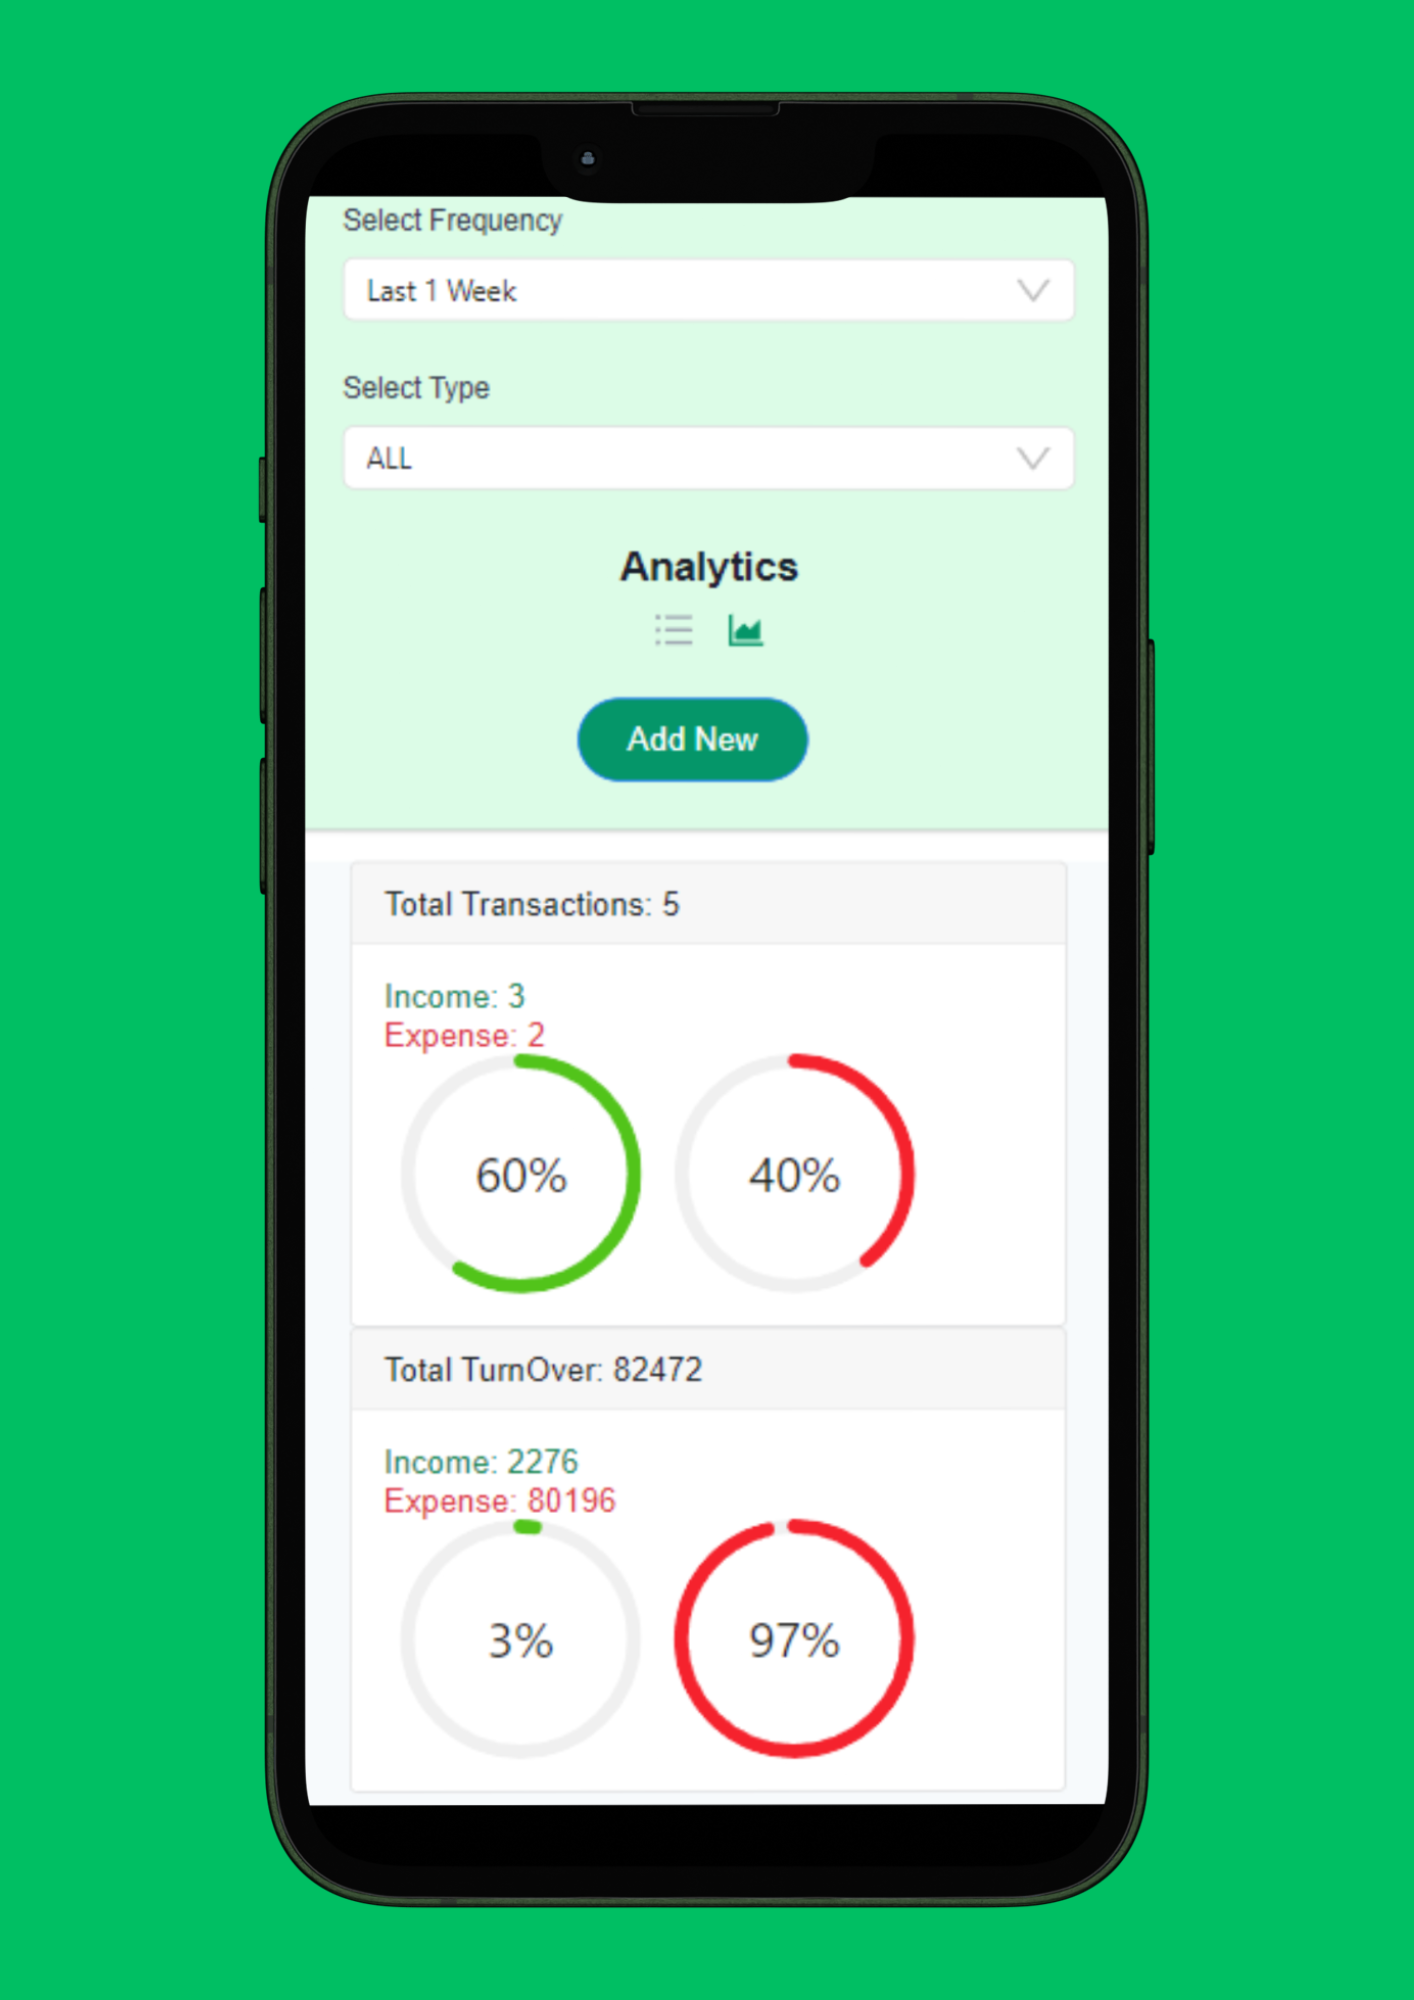 Select Frequency
Last 1 Week
Select Type
ALL
Analytics
Add New
Total Transactions: 5
Income: 3
Expense: 2
60%
40%
Total TurnOver: 82472
Income: 2276
Expense: 80196
3%
97%